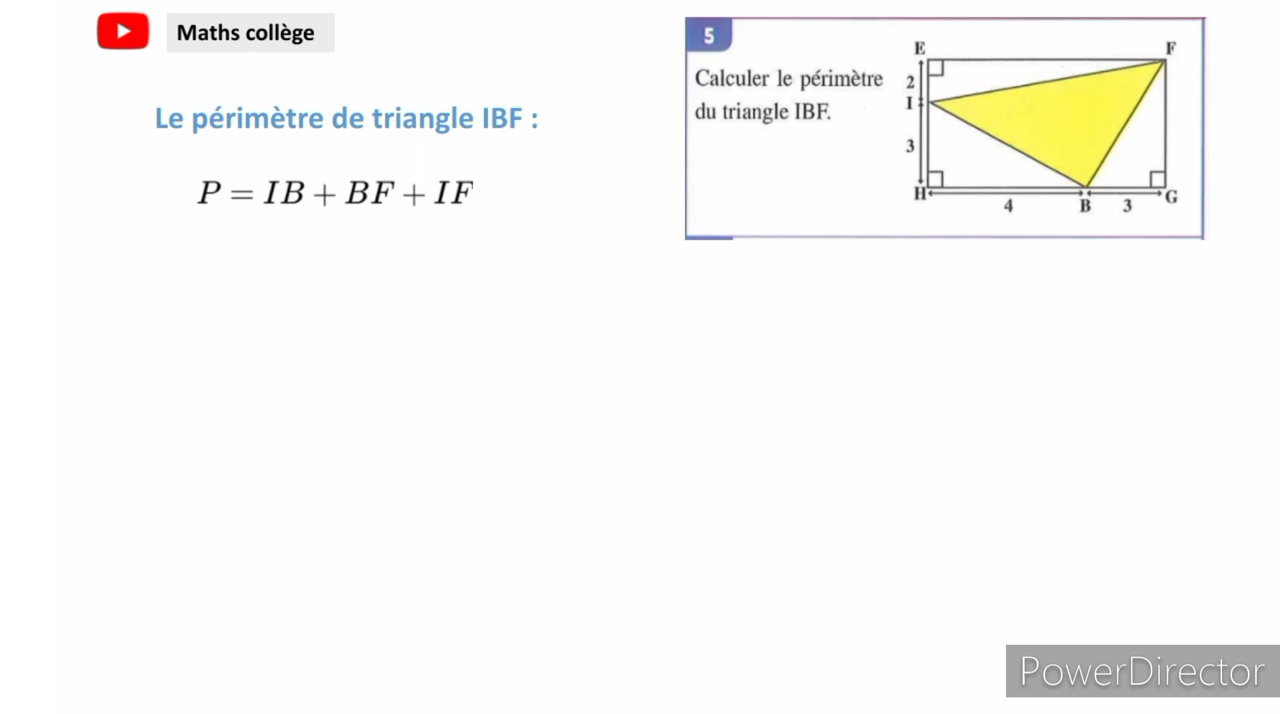 Maths collège
Le périmètre de triangle IBF :
P = IB + BF + IF
5
Calculer le périmètre
du triangle IBF.
E
F
2
I
3
H
G
4
B
3
PowerDirector